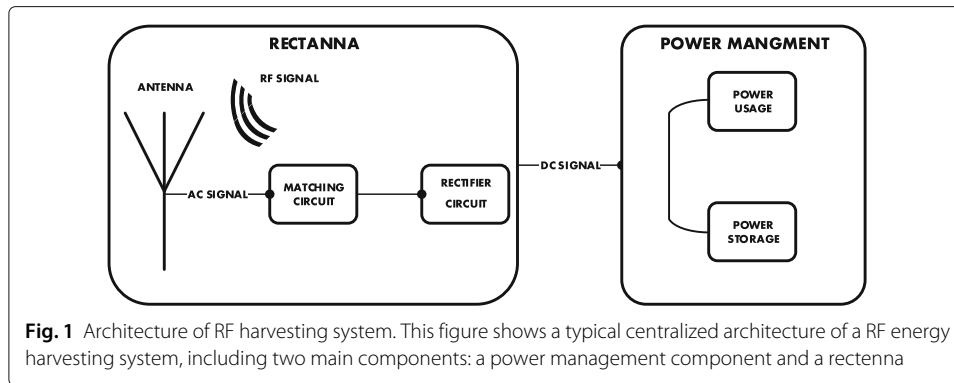 RECTANNA
POWER MANGMENT
ANTENNA
RF SIGNAL
POWER
USAGE
AC SIGNAL
MATCHING
CIRCUIT
RECTIFIER
CIRCUIT
DC SIGNAL
POWER
STORAGE
Fig. 1 Architecture of RF harvesting system. This figure shows a typical centralized architecture of a RF energy
harvesting system, including two main components: a power management component and a rectenna